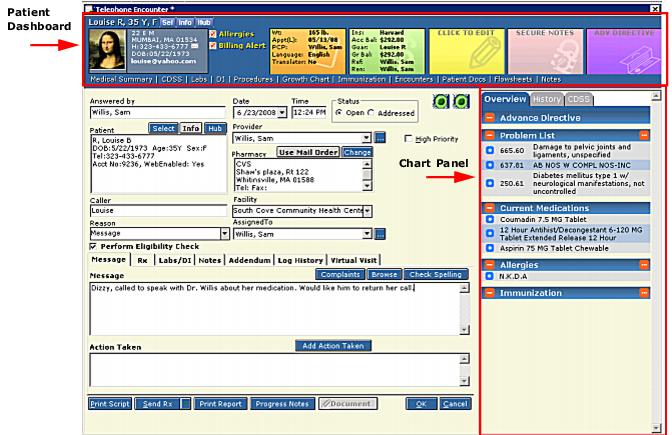 Patient
Dashboard
Telephone Encounter *
Louise R, 35 Y, F Sel Info Hub
22 E M
MUMBAI, MA 01534
H:323-433-6777
DOB:05/22/1973
louise@yahoo.com
Allergies
Billing Alert
Wt: 165 lb.
Appt(L): 05/13/08
PCP: Willis, Sam
Language: English
Translator: No
Ins: Harvard
Acc Bal: $292.00
Guar: Louise R
Gr Bal: $292.00
Ref: Willis, Sam
Ren: Willis, Sam
CLICK TO EDIT
SECURE NOTES
ADV DIRECTIVE
Medical Summary | CDSS | Labs | DI | Procedures | Growth Chart | Immunization | Encounters | Patient Docs | Flowsheets | Notes
Answered by
Willis, Sam
Date
6 /23/2008
Time
12:24 PM
Status
Open Addressed
Patient Select Info Hub
R, Louise B
DOB:5/22/1973 Age:35Y Sex:F
Tel:323-433-6777
Acct No:9236, WebEnabled: Yes
Provider
Willis, Sam ...
High Priority
Pharmacy Use Mail Order Change
CVS
Shaw's plaza, Rt 122
Whitinsville, MA 01588
Tel: Fax:
Chart Panel
Caller
Louise
Facility
South Cove Community Health Cente
Reason
Message
AssignedTo
Willis, Sam ...
Perform Eligibility Check
Message Rx Labs/DI Notes Addendum Log History Virtual Visit
Message Complaints Browse Check Spelling
Dizzy, called to speak with Dr. Willis about her medication. Would like him to return her call.
Action Taken Add Action Taken
Print Script Send Rx Print Report Progress Notes Document OK Cancel
Overview History CDSS
Advance Directive
Problem List
665.60 Damage to pelvic joints and
ligaments, unspecified
637.81 AB NOS W COMPL NOS-INC
250.61 Diabetes mellitus type 1 w/
neurological manifestations, not
uncontrolled
Current Medications
Coumadin 7.5 MG Tablet
12 Hour Antihist/Decongestant 6-120 MG
Tablet Extended Release 12 Hour
Aspirin 75 MG Tablet Chewable
Allergies
N.K.D.A
Immunization